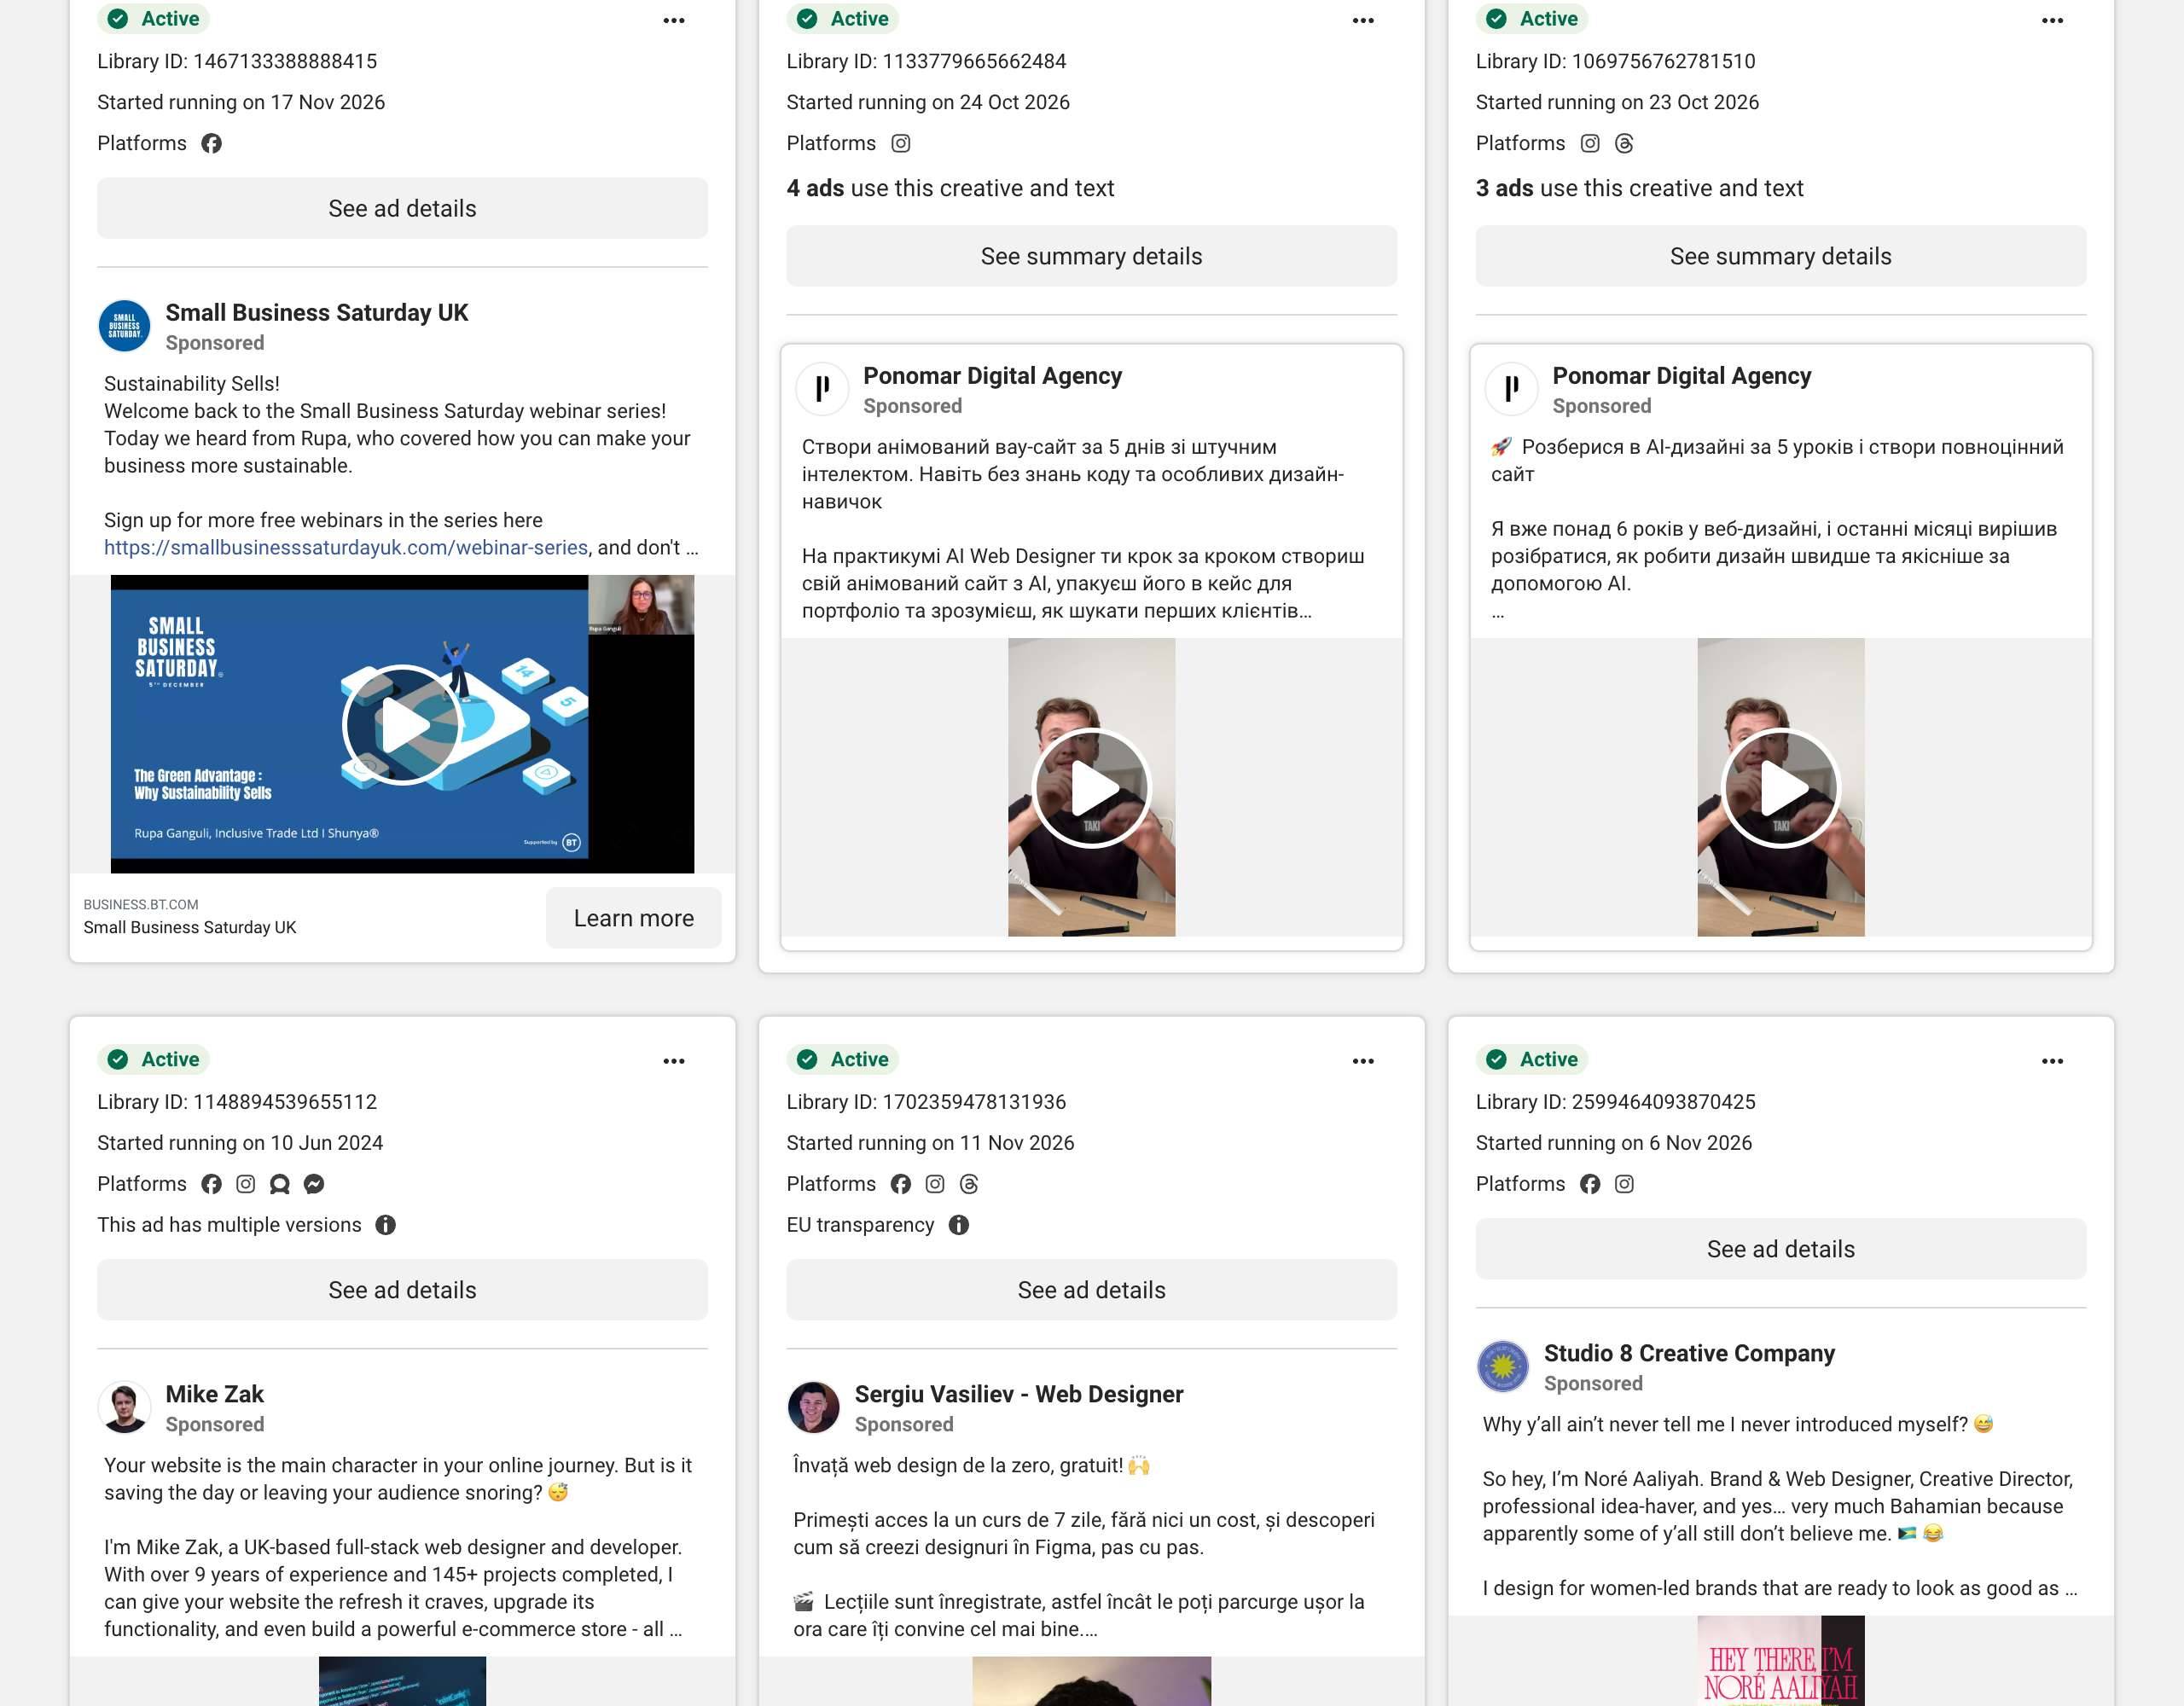 Active
Library ID: 1467133388888415
Started running on 17 Nov 2026
Platforms
See ad details
Small Business Saturday UK
Sponsored
SMALL
BUSINESS
SATURDAY
Sustainability Sells!
Welcome back to the Small Business Saturday webinar series!
Today we heard from Rupa, who covered how you can make your
business more sustainable.
Sign up for more free webinars in the series here
https://smallbusinesssaturdayuk.com/webinar-series, and don't ...
SMALL
BUSINESS
SATURDAY
5TH DECEMBER
Rupa Ganguli
14
5
The Green Advantage :
Why Sustainability Sells
Rupa Ganguli, Inclusive Trade Ltd I Shunya®
Supported by BT
BUSINESS.BT.COM
Small Business Saturday UK
Learn more
Active
Library ID: 1133779665662484
Started running on 24 Oct 2026
Platforms
4 ads use this creative and text
See summary details
Ponomar Digital Agency
Sponsored
Створи анімований вау-сайт за 5 днів зі штучним
інтелектом. Навіть без знань коду та особливих дизайн-
навичок
На практикумі AI Web Designer ти крок за кроком створиш
свій анімований сайт з AI, упакуєш його в кейс для
портфоліо та зрозумієш, як шукати перших клієнтів...
TAKI
Active
Library ID: 1069756762781510
Started running on 23 Oct 2026
Platforms
3 ads use this creative and text
See summary details
Ponomar Digital Agency
Sponsored
🚀 Розберися в AI-дизайні за 5 уроків і створи повноцінний
сайт
Я вже понад 6 років у веб-дизайні, і останні місяці вирішив
розібратися, як робити дизайн швидше та якісніше за
допомогою AI.
...
TAKI
Active
Library ID: 1148894539655112
Started running on 10 Jun 2024
Platforms
This ad has multiple versions
See ad details
Mike Zak
Sponsored
Your website is the main character in your online journey. But is it
saving the day or leaving your audience snoring? 😴
I'm Mike Zak, a UK-based full-stack web designer and developer.
With over 9 years of experience and 145+ projects completed, I
can give your website the refresh it craves, upgrade its
functionality, and even build a powerful e-commerce store - all ...
Active
Library ID: 1702359478131936
Started running on 11 Nov 2026
Platforms
EU transparency
See ad details
Sergiu Vasiliev - Web Designer
Sponsored
Învață web design de la zero, gratuit! 🙌
Primești acces la un curs de 7 zile, fără nici un cost, și descoperi
cum să creezi designuri în Figma, pas cu pas.
🎬 Lecțiile sunt înregistrate, astfel încât le poți parcurge ușor la
ora care îți convine cel mai bine....
Active
Library ID: 2599464093870425
Started running on 6 Nov 2026
Platforms
See ad details
Studio 8 Creative Company
Sponsored
Why y’all ain’t never tell me I never introduced myself? 😅
So hey, I’m Noré Aaliyah. Brand & Web Designer, Creative Director,
professional idea-haver, and yes... very much Bahamian because
apparently some of y’all still don’t believe me. 🇧🇸 😂
I design for women-led brands that are ready to look as good as ...
HEY THERE, I'M
NORÉ AALIYAH